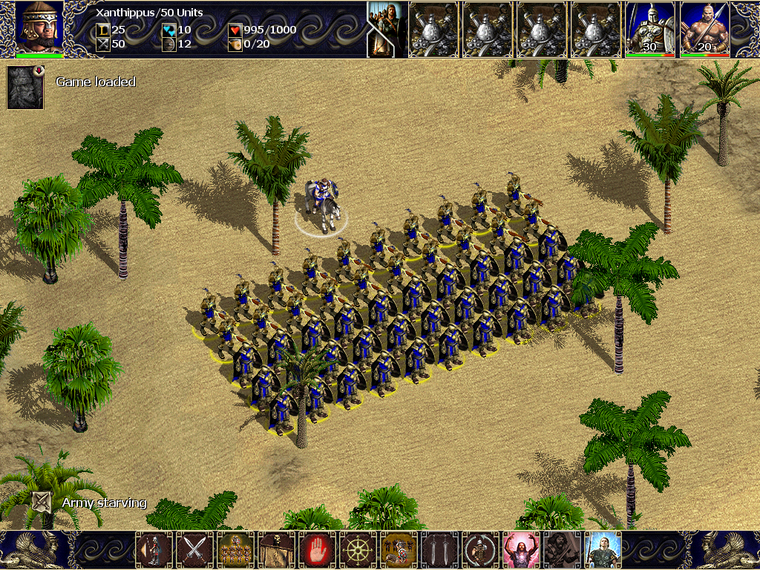 Xanthippus/50 Units
25 10 995/1000
50 12 0/20
30 20
Game loaded
Army starving